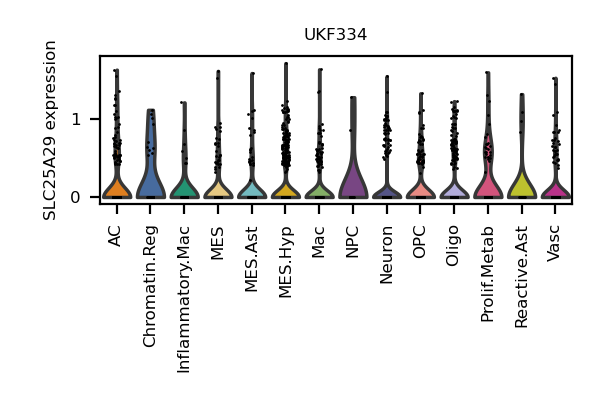 UKF334
SLC25A29 expression
1
0
AC
Chromatin.Reg
Inflammatory.Mac
MES
MES.Ast
MES.Hyp
Mac
NPC
Neuron
OPC
Oligo
Prolif.Metab
Reactive.Ast
Vasc